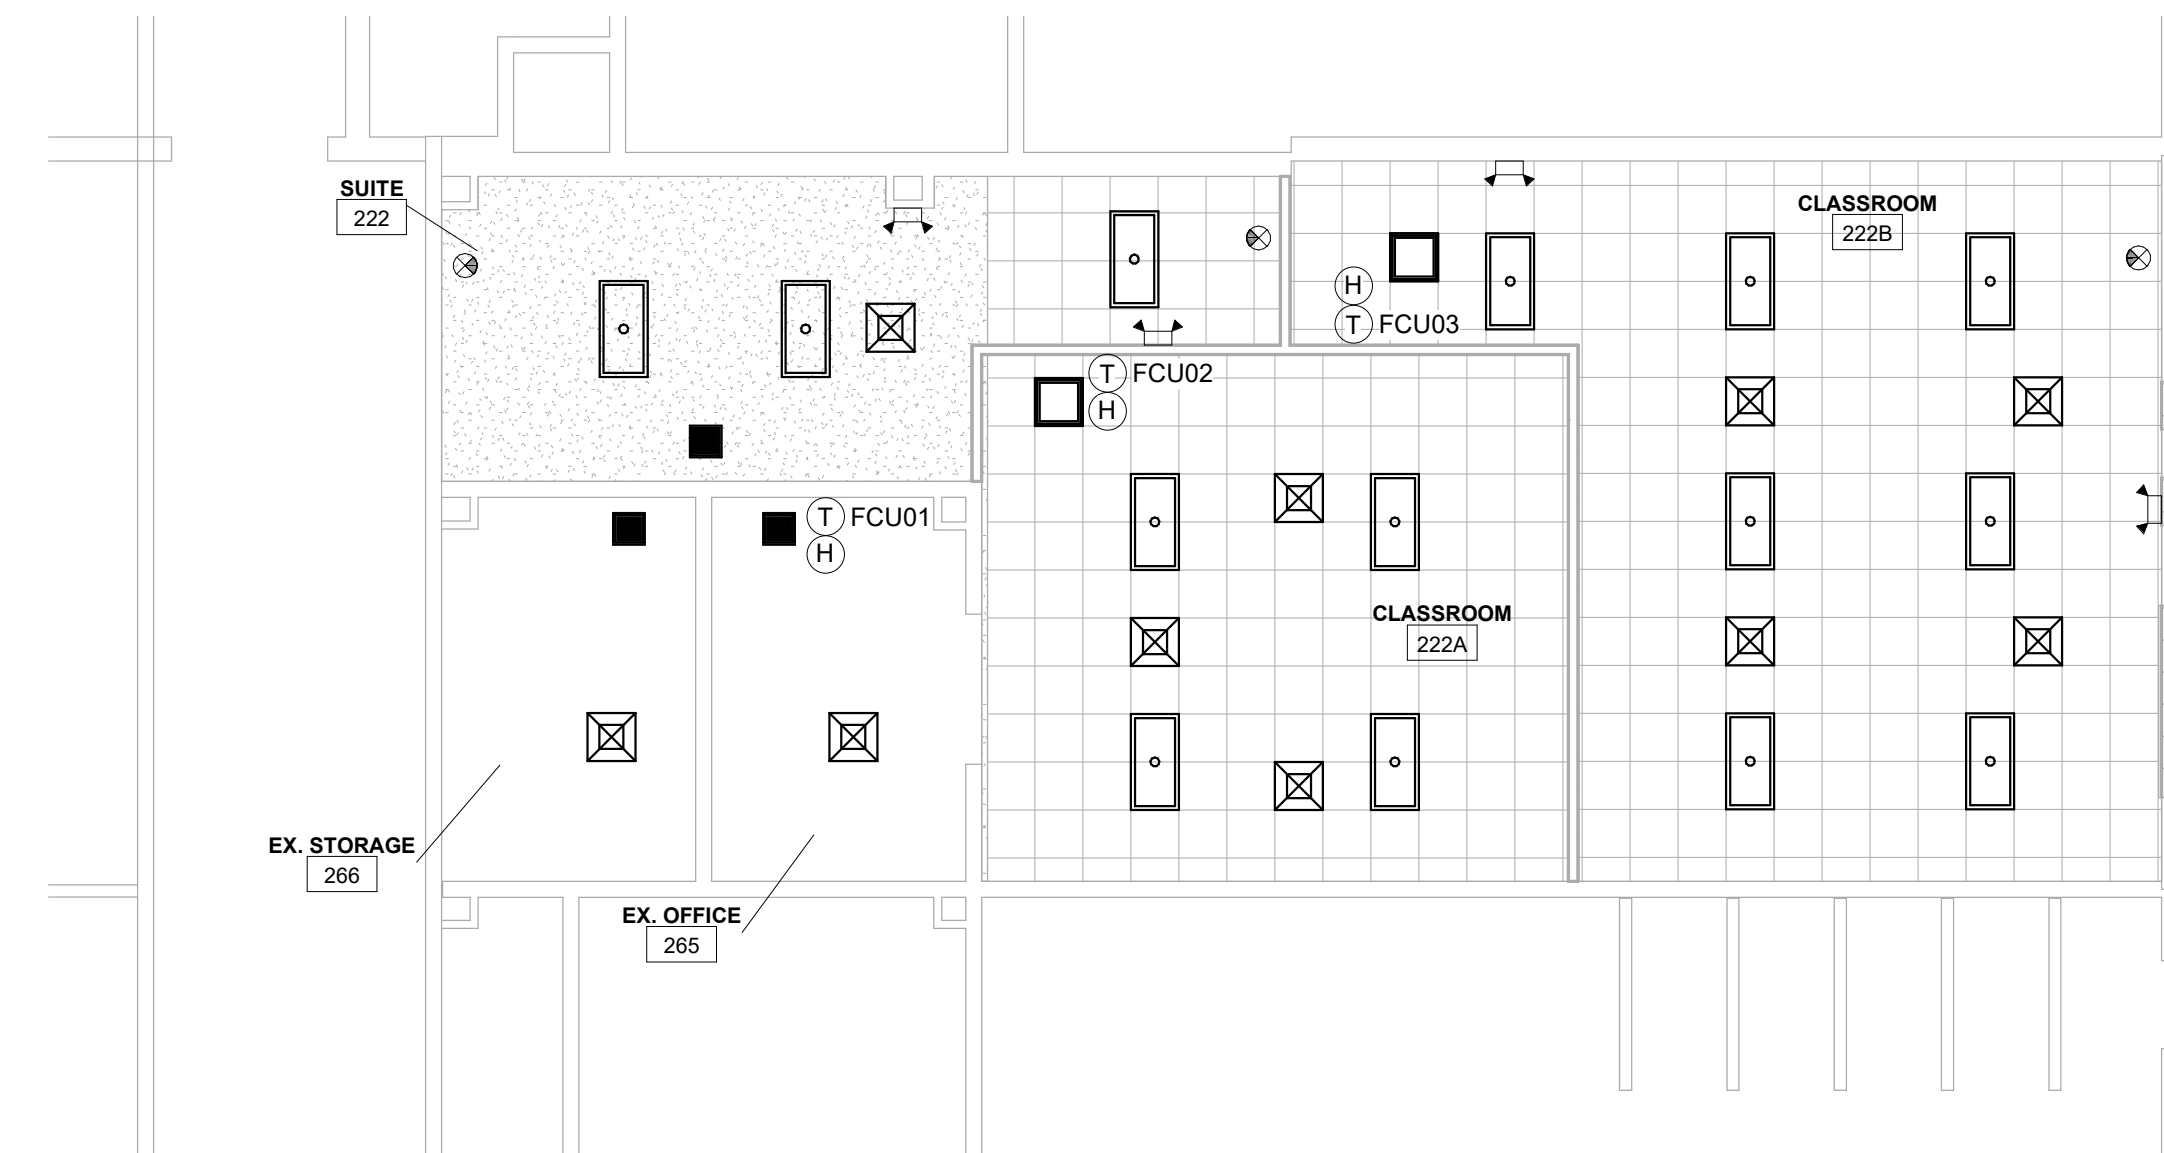 SUITE
222
CLASSROOM
222B
H
T FCU03
T FCU02
H
T FCU01
H
CLASSROOM
222A
EX. STORAGE
266
EX. OFFICE
265